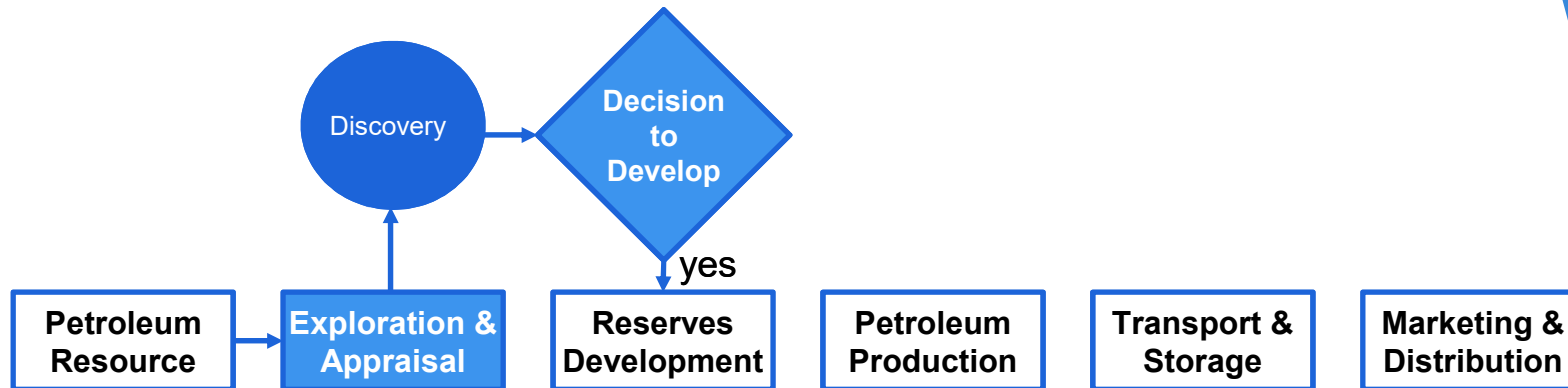 Discovery
Decision
to
Develop
yes
Petroleum
Resource
Exploration &
Appraisal
Reserves
Development
Petroleum
Production
Transport &
Storage
Marketing &
Distribution